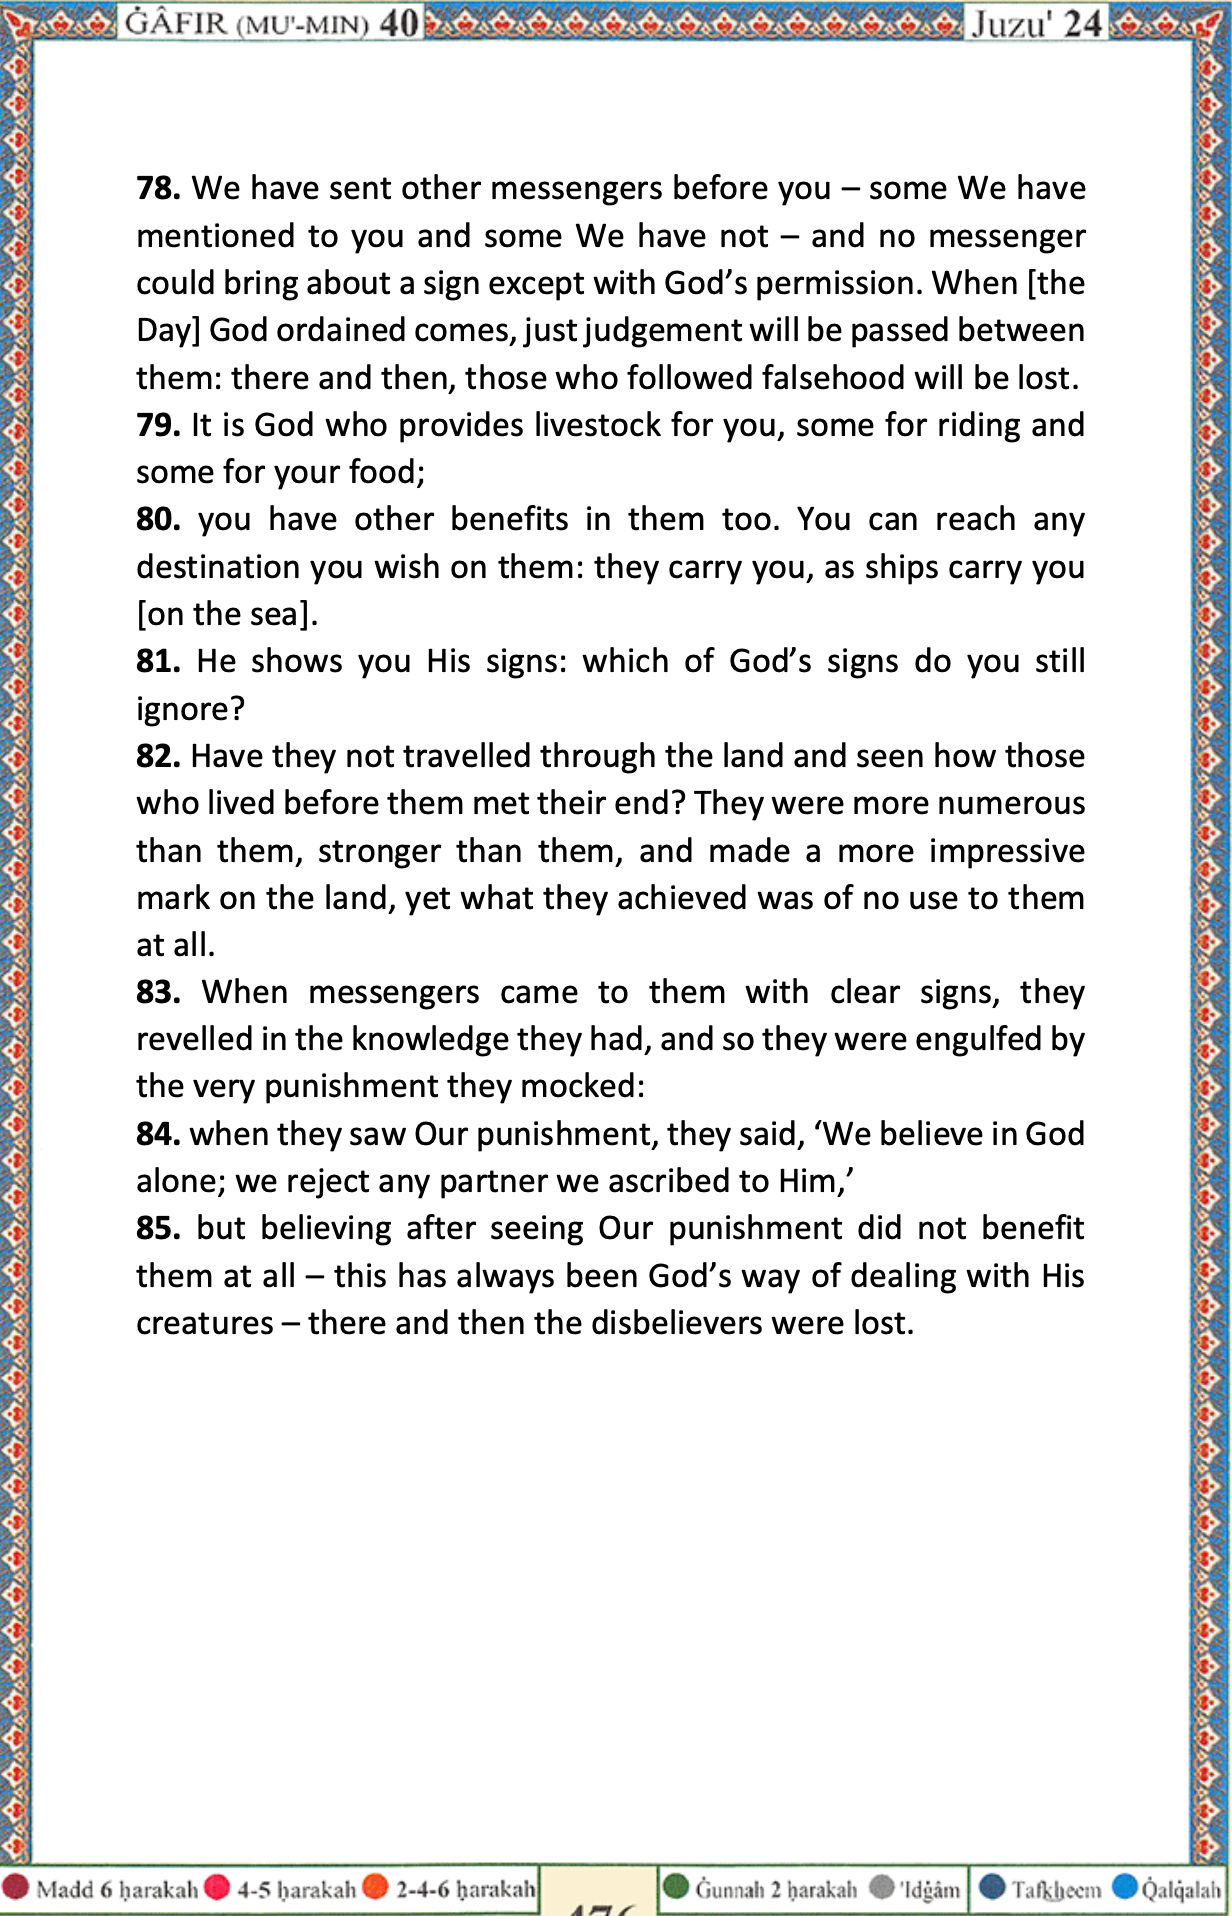 ĠÂFIR (MU'-MIN) 40
Juzu' 24
78. We have sent other messengers before you – some We have
mentioned to you and some We have not – and no messenger
could bring about a sign except with God’s permission. When [the
Day] God ordained comes, just judgement will be passed between
them: there and then, those who followed falsehood will be lost.
79. It is God who provides livestock for you, some for riding and
some for your food;
80. you have other benefits in them too. You can reach any
destination you wish on them: they carry you, as ships carry you
[on the sea].
81. He shows you His signs: which of God’s signs do you still
ignore?
82. Have they not travelled through the land and seen how those
who lived before them met their end? They were more numerous
than them, stronger than them, and made a more impressive
mark on the land, yet what they achieved was of no use to them
at all.
83. When messengers came to them with clear signs, they
revelled in the knowledge they had, and so they were engulfed by
the very punishment they mocked:
84. when they saw Our punishment, they said, ‘We believe in God
alone; we reject any partner we ascribed to Him,’
85. but believing after seeing Our punishment did not benefit
them at all – this has always been God’s way of dealing with His
creatures – there and then the disbelievers were lost.
Madd 6 ḥarakah 4-5 ḥarakah 2-4-6 ḥarakah
Ġunnah 2 ḥarakah 'Idġâm Tafkheem Q̇alq̇alah